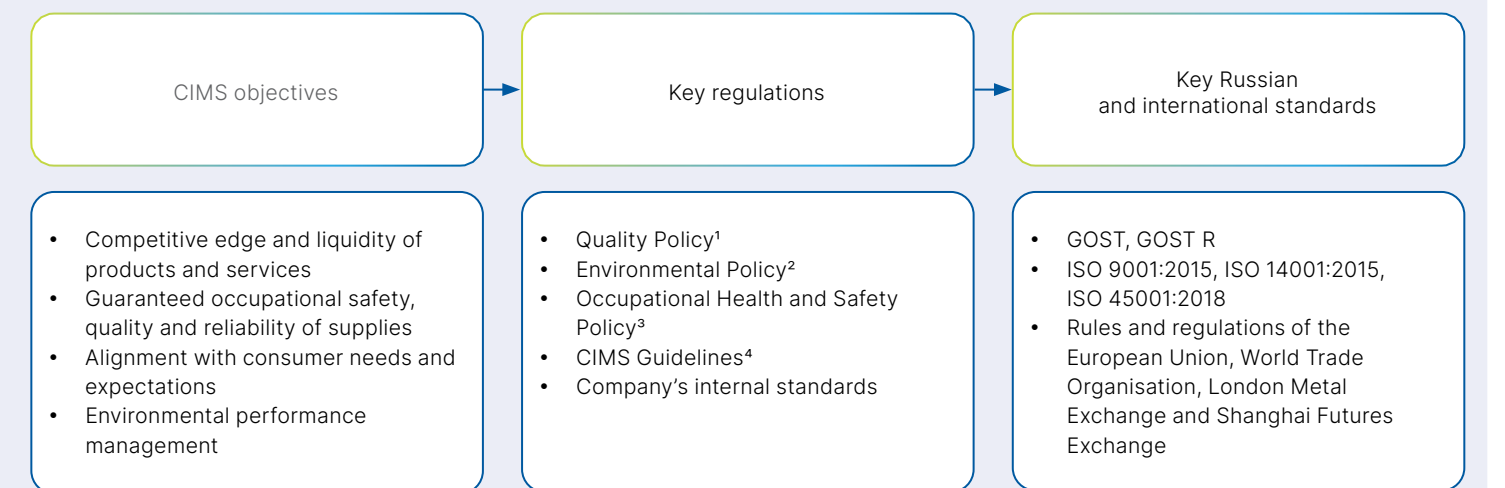 CIMS objectives
Key regulations
Key Russian
and international standards
• Competitive edge and liquidity of
products and services
• Guaranteed occupational safety,
quality and reliability of supplies
• Alignment with consumer needs and
expectations
• Environmental performance
management
• Quality Policy¹
• Environmental Policy²
• Occupational Health and Safety
Policy³
• CIMS Guidelines⁴
• Company’s internal standards
• GOST, GOST R
• ISO 9001:2015, ISO 14001:2015,
ISO 45001:2018
• Rules and regulations of the
European Union, World Trade
Organisation, London Metal
Exchange and Shanghai Futures
Exchange